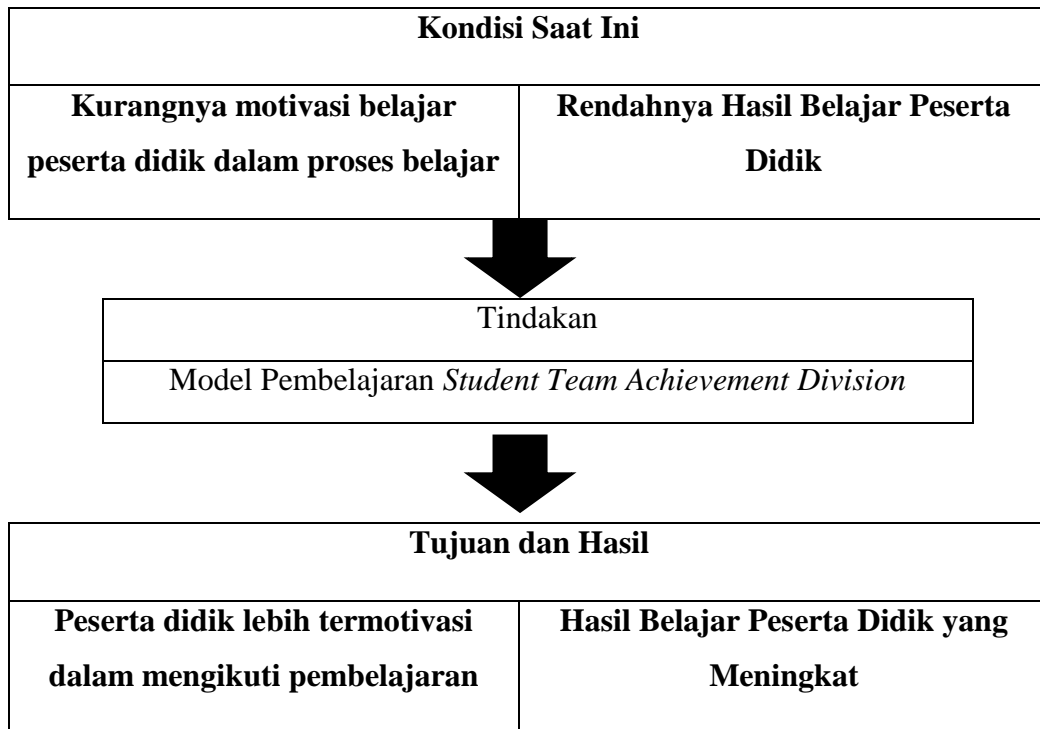 Kondisi Saat Ini
Kurangnya motivasi belajar
peserta didik dalam proses belajar
Rendahnya Hasil Belajar Peserta
Didik
Tindakan
Model Pembelajaran Student Team Achievement Division
Tujuan dan Hasil
Peserta didik lebih termotivasi
dalam mengikuti pembelajaran
Hasil Belajar Peserta Didik yang
Meningkat